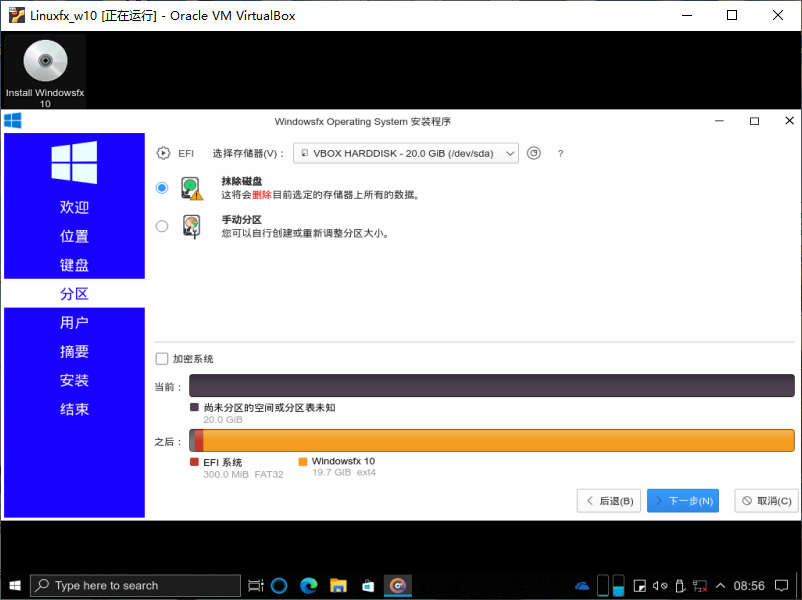 Linuxfx_w10 [正在运行] - Oracle VM VirtualBox
Install Windowsfx
10
Windowsfx Operating System 安装程序
EFI 选择存储器(V)： VBOX HARDDISK - 20.0 GiB (/dev/sda) ?
抹除磁盘
这将会删除目前选定的存储器上所有的数据。
手动分区
您可以自行创建或重新调整分区大小。
欢迎
位置
键盘
分区
用户
摘要
安装
结束
加密系统
当前：
尚未分区的空间或分区表未知
20.0 GiB
之后：
EFI 系统
300.0 MiB FAT32
Windowsfx 10
19.7 GiB ext4
后退(B) 下一步(N) 取消(C)
Type here to search
08:56